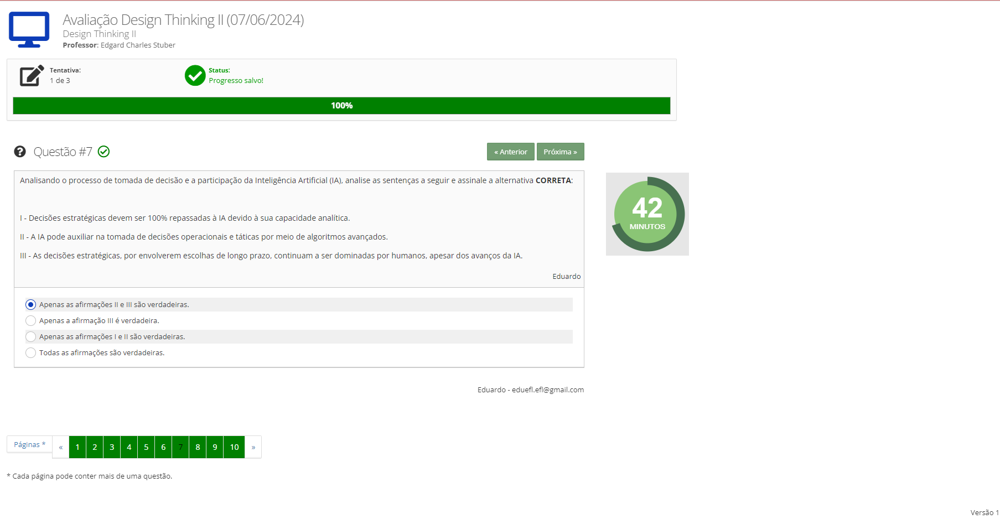 Avaliação Design Thinking II (07/06/2024)
Design Thinking II
Professor: Edgard Charles Stuber
Tentativa:
1 de 3
Status:
Progresso salvo!
100%
Questão #7
« Anterior
Próxima »
Analisando o processo de tomada de decisão e a participação da Inteligência Artificial (IA), analise as sentenças a seguir e assinale a alternativa CORRETA:
I - Decisões estratégicas devem ser 100% repassadas à IA devido à sua capacidade analítica.
II - A IA pode auxiliar na tomada de decisões operacionais e táticas por meio de algoritmos avançados.
III - As decisões estratégicas, por envolverem escolhas de longo prazo, continuam a ser dominadas por humanos, apesar dos avanços da IA.
Eduardo
42
MINUTOS
Apenas as afirmações II e III são verdadeiras.
Apenas a afirmação III é verdadeira.
Apenas as afirmações I e II são verdadeiras.
Todas as afirmações são verdadeiras.
Eduardo - eduefl.efl@gmail.com
Páginas * « 1 2 3 4 5 6 7 8 9 10 »
* Cada página pode conter mais de uma questão.
Versão 1